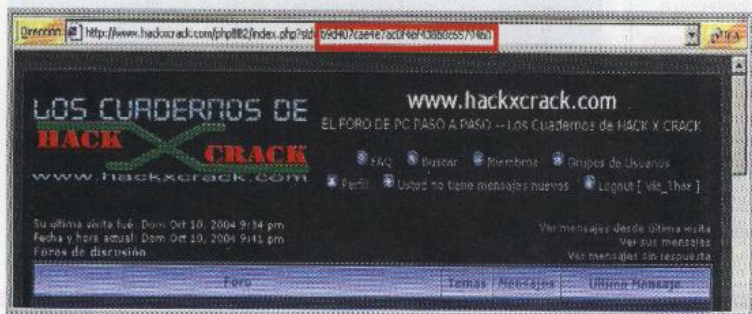 Dirección http://www.hackxcrack.com/phpBB2/index.php?sid=
www.hackxcrack.com
EL FORO DE PC PASO A PASO -- Los Cuadernos de HACK X CRACK
LOS CUADERNOS DE
HACK X CRACK
www.hackxcrack.com
FAQ Buscar Miembros Grupos de Usuarios
Perfil Usted no tiene mensajes nuevos Logout [ Vic_Thor ]
Su última visita fué: Dom Oct 10, 2004 9:34 pm
Fecha y hora actual: Dom Oct 10, 2004 9:41 pm
Foros de discusión
Ver mensajes desde última visita
Ver sus mensajes
Ver mensajes sin respuesta
Foro Temas Mensajes Último Mensaje